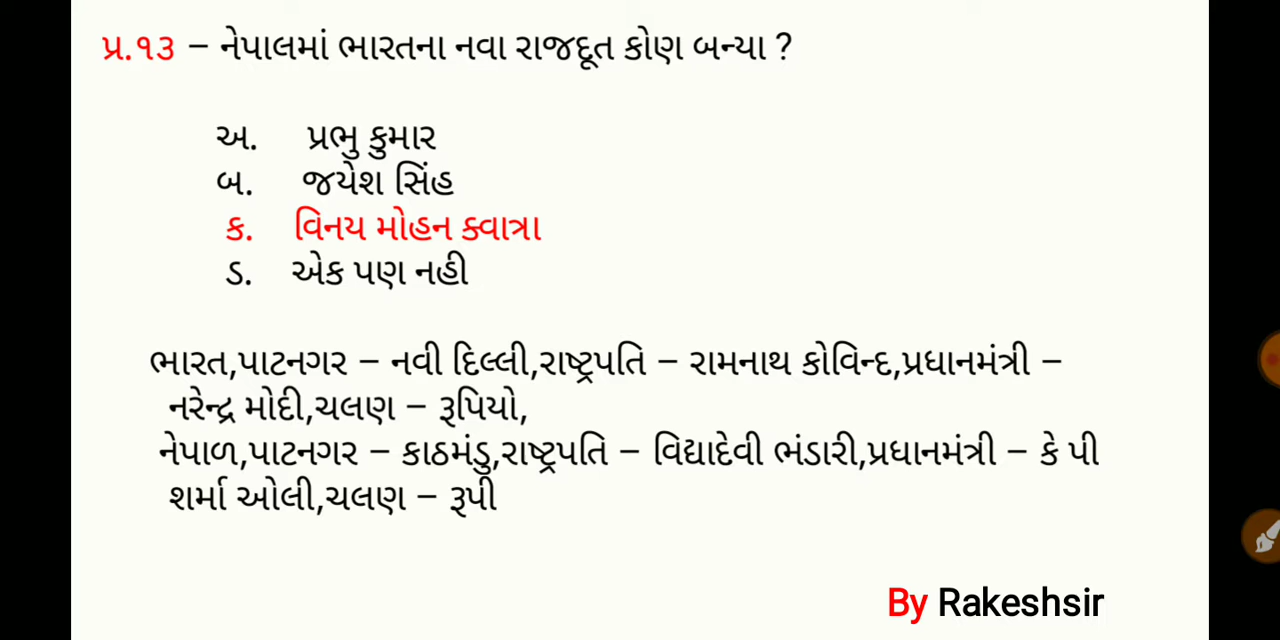 પ્ર.૧૩ – નેપાલમાં ભારતના નવા રાજદૂત કોણ બન્યા ?
અ. પ્રભુ કુમાર
બ. જયેશ સિંહ
ક. વિનય મોહન ક્વાત્રા
ડ. એક પણ નહી
ભારત,પાટનગર – નવી દિલ્લી,રાષ્ટ્રપતિ – રામનાથ કોવિન્દ,પ્રધાનમંત્રી –
નરેન્દ્ર મોદી,ચલણ – રૂપિયો,
નેપાળ,પાટનગર – કાઠમંડુ,રાષ્ટ્રપતિ – વિદ્યાદેવી ભંડારી,પ્રધાનમંત્રી – કે પી
શર્મા ઓલી,ચલણ – રૂપી
By Rakeshsir